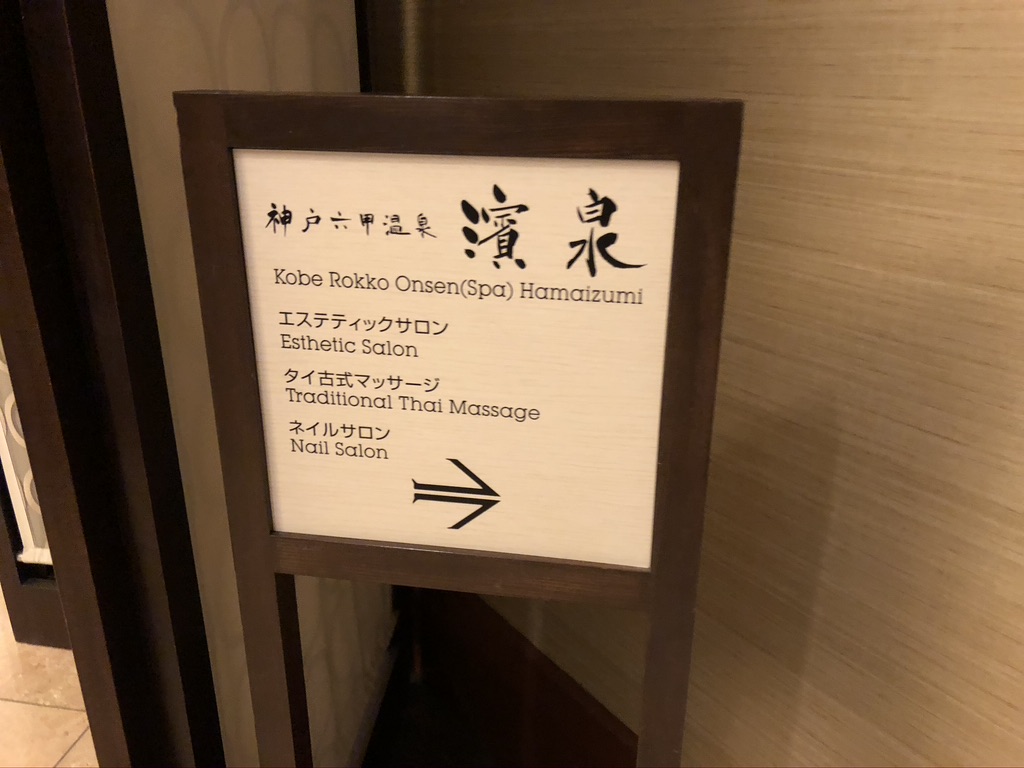 神戸六甲温泉 濱泉
Kobe Rokko Onsen(Spa) Hamaizumi
エステティックサロン
Esthetic Salon
タイ古式マッサージ
Traditional Thai Massage
ネイルサロン
Nail Salon